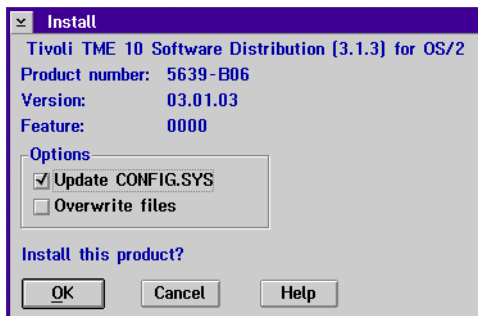 Install
Tivoli TME 10 Software Distribution (3.1.3) for OS/2
Product number: 5639-B06
Version: 03.01.03
Feature: 0000
Options
Update CONFIG.SYS
Overwrite files
Install this product?
OK Cancel Help